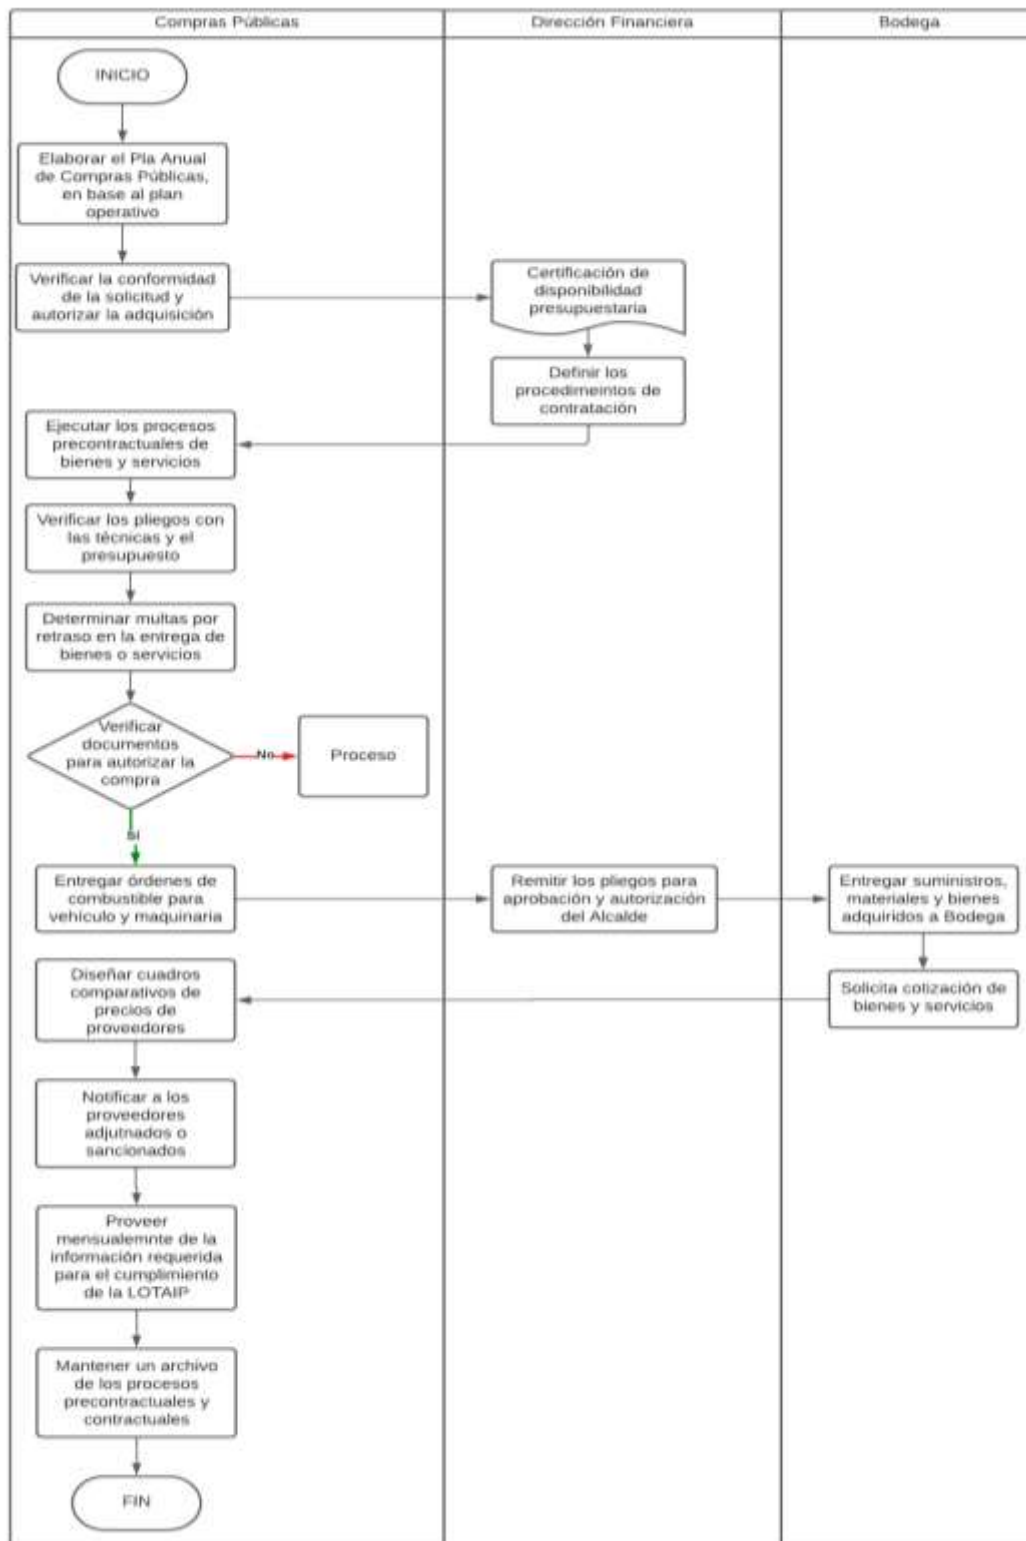 Compras Públicas
Dirección Financiera
Bodega
INICIO
Elaborar el Pla Anual
de Compras Públicas,
en base al plan
operativo
Verificar la conformidad
de la solicitud y
autorizar la adquisición
Certificación de
disponibilidad
presupuestaria
Definir los
procedimeintos de
contratación
Ejecutar los procesos
precontractuales de
bienes y servicios
Verificar los pliegos con
las técnicas y el
presupuesto
Determinar multas por
retraso en la entrega de
bienes o servicios
Verificar
documentos
para autorizar la
compra
No
Proceso
Si
Entregar órdenes de
combustible para
vehículo y maquinaria
Remitir los pliegos para
aprobación y autorización
del Alcalde
Entregar suministros,
materiales y bienes
adquiridos a Bodega
Solicita cotización de
bienes y servicios
Diseñar cuadros
comparativos de
precios de
proveedores
Notificar a los
proveedores
adjutnados o
sancionados
Proveer
mensualemnte de la
información requerida
para el cumplimiento
de la LOTAIP
Mantener un archivo
de los procesos
precontractuales y
contractuales
FIN